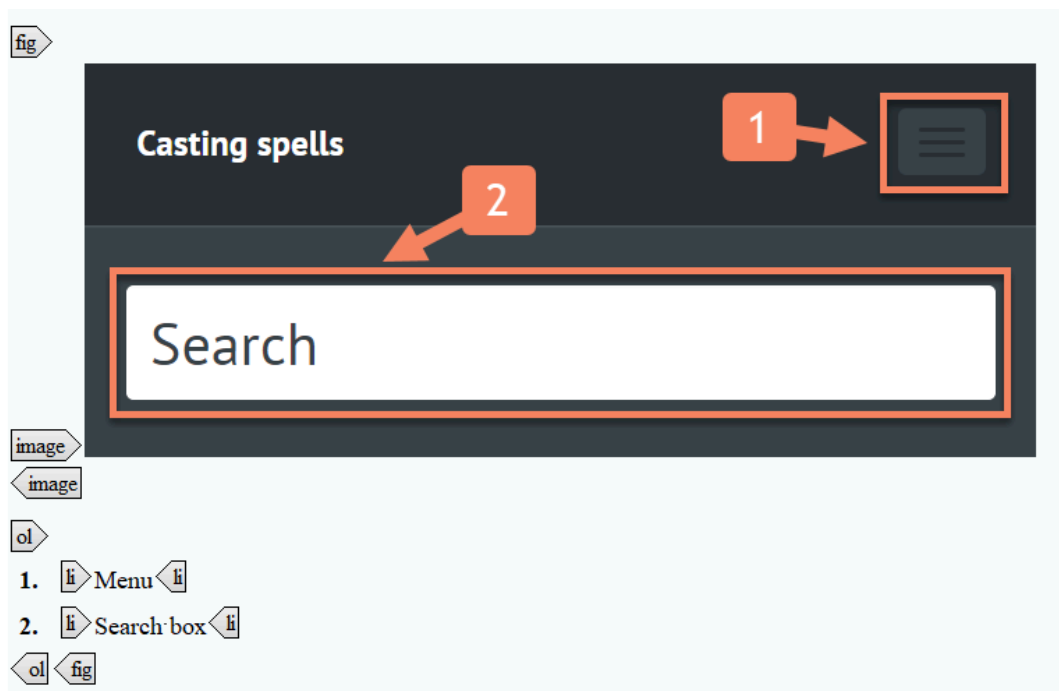 fig
Casting spells
1
2
Search
image
image
ol
1. li Menu li
2. li Search box li
ol fig